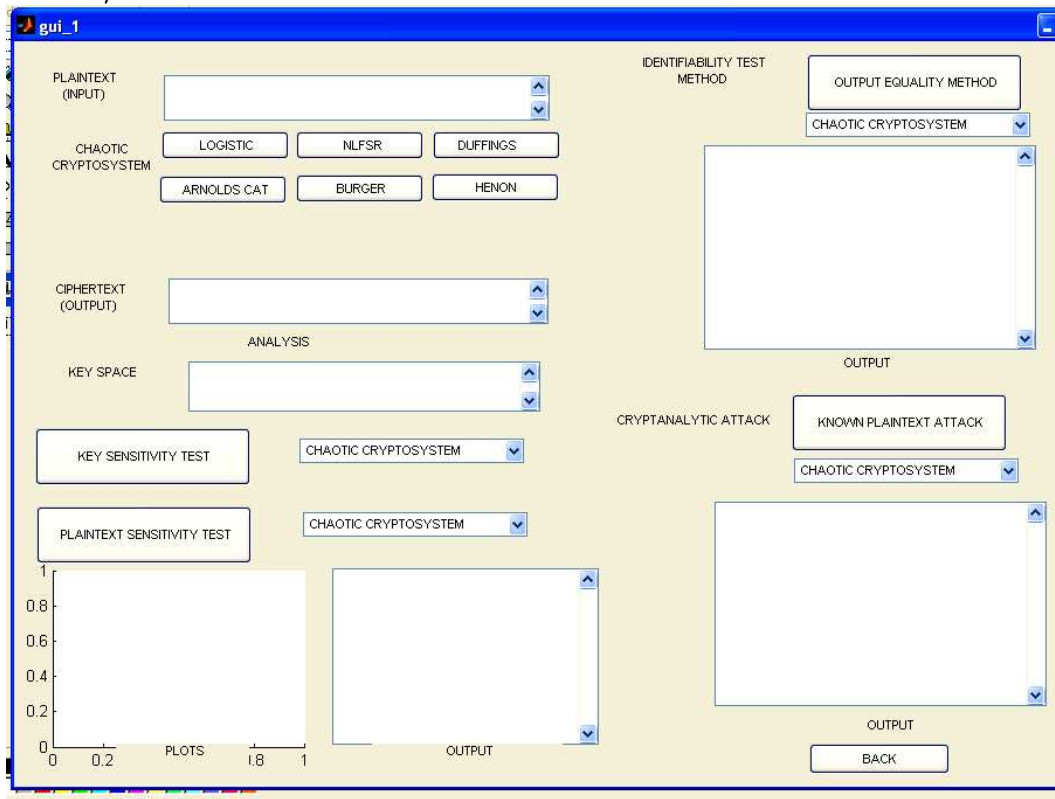 gui_1
PLAINTEXT
(INPUT)
CHAOTIC
CRYPTOSYSTEM
LOGISTIC
NLFSR
DUFFINGS
ARNOLDS CAT
BURGER
HENON
CIPHERTEXT
(OUTPUT)
ANALYSIS
KEY SPACE
KEY SENSITIVITY TEST
CHAOTIC CRYPTOSYSTEM
PLAINTEXT SENSITIVITY TEST
CHAOTIC CRYPTOSYSTEM
1
0.8
0.6
0.4
0.2
0
0 0.2 1
PLOTS
OUTPUT
IDENTIFIABILITY TEST
METHOD
OUTPUT EQUALITY METHOD
CHAOTIC CRYPTOSYSTEM
OUTPUT
CRYPTANALYTIC ATTACK
KNOWN PLAINTEXT ATTACK
CHAOTIC CRYPTOSYSTEM
OUTPUT
BACK